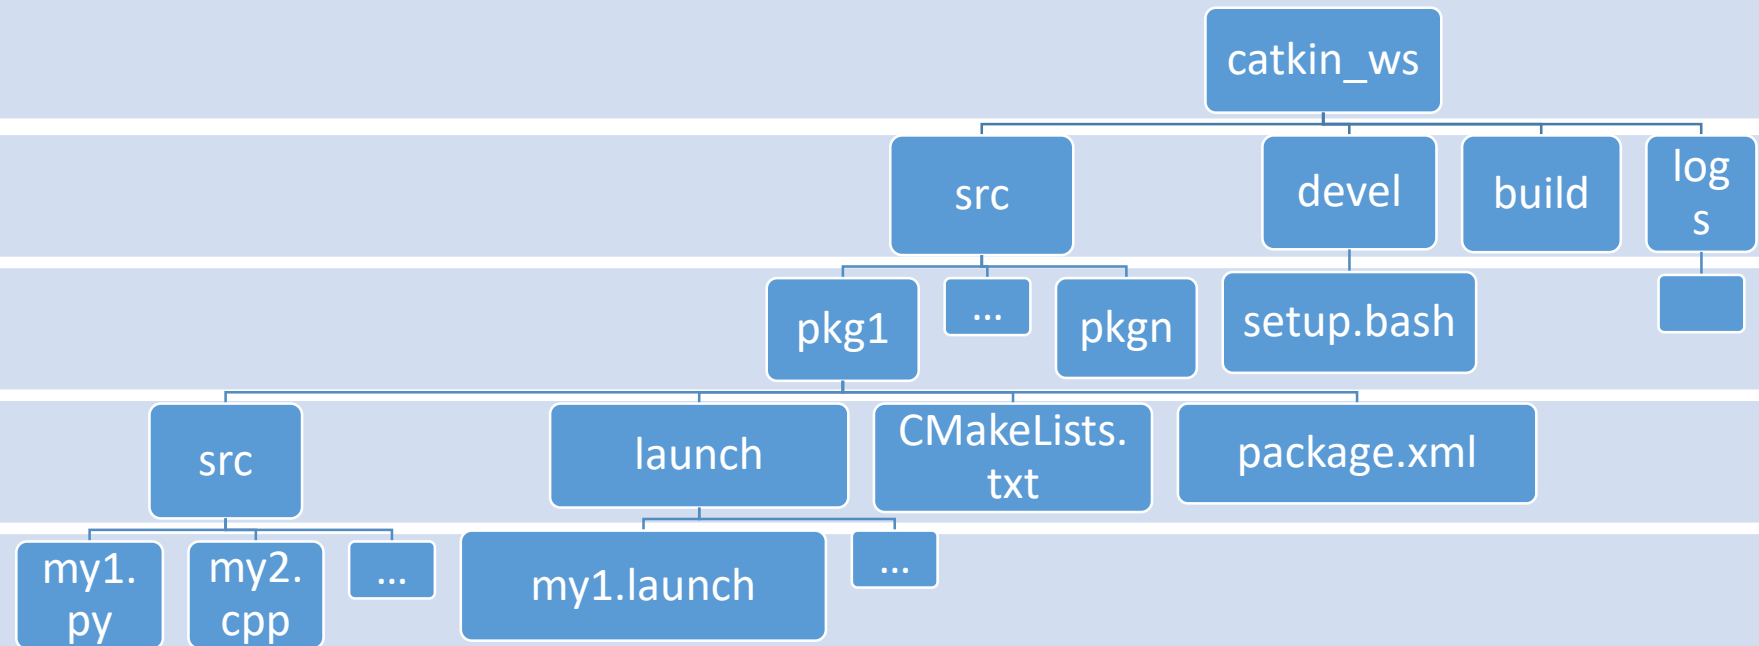 catkin_ws
src
devel
build
log
s
pkg1
...
pkgn
setup.bash
src
launch
CMakeLists.
txt
package.xml
my1.
py
my2.
cpp
...
my1.launch
...